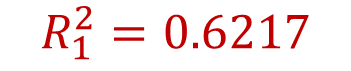 $R_1^2 = 0.6217$